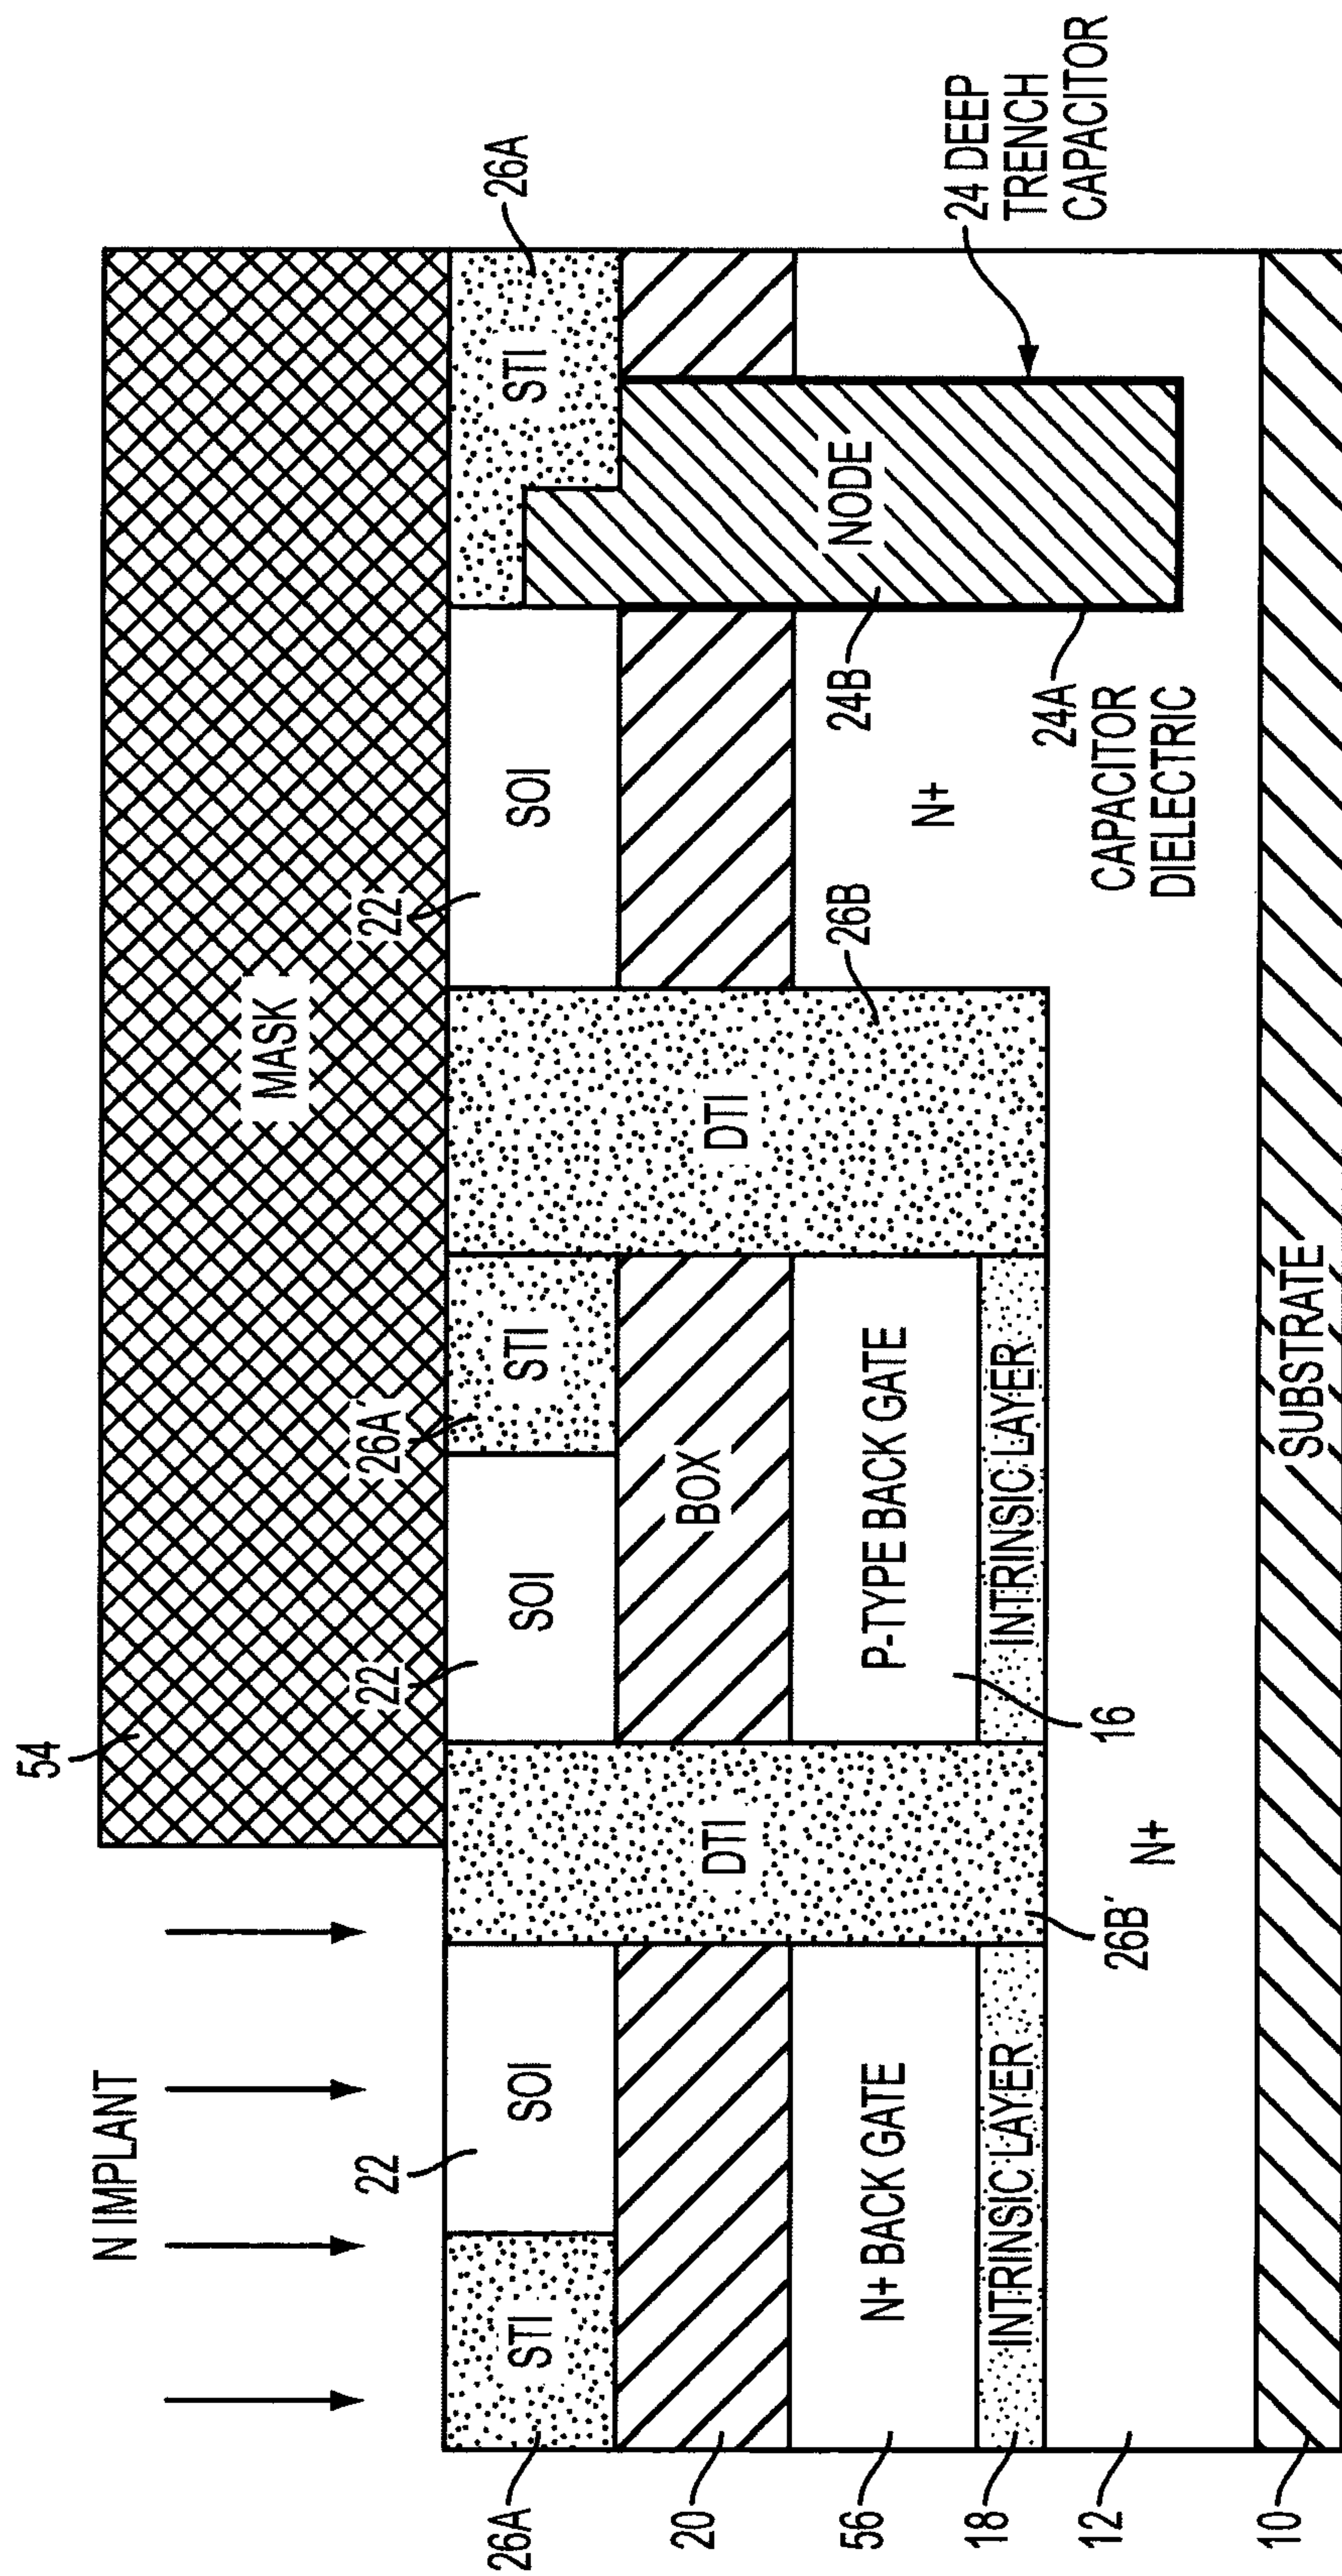 N IMPLANT
54
MASK
22
22
26A'
22
26A
STI
SOI
SOI
STI
SOI
STI
26A
20
DTI
BOX
DTI
26B
24B
NODE
24 DEEP
TRENCH
CAPACITOR
56
N+ BACK GATE
P-TYPE BACK GATE
N+
18
INTRINSIC LAYER
INTRINSIC LAYER
16
24A
CAPACITOR
DIELECTRIC
12
26B'
N+
10
SUBSTRATE